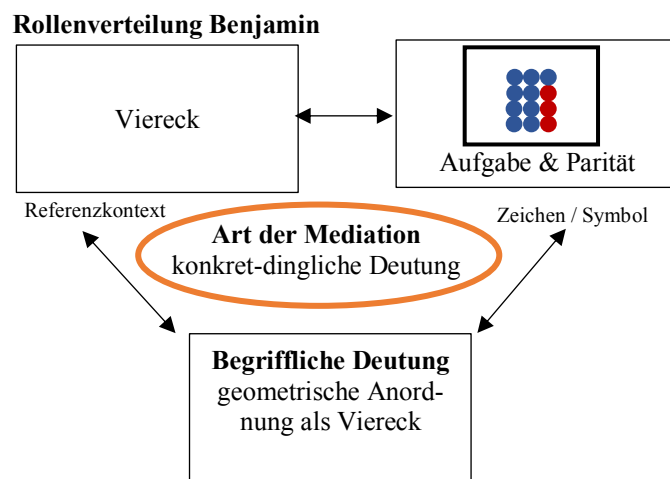 Rollenverteilung Benjamin
Viereck
Aufgabe & Parität
Referenzkontext
Zeichen / Symbol
Art der Mediation
konkret-dingliche Deutung
Begriffliche Deutung
geometrische Anord-
nung als Viereck